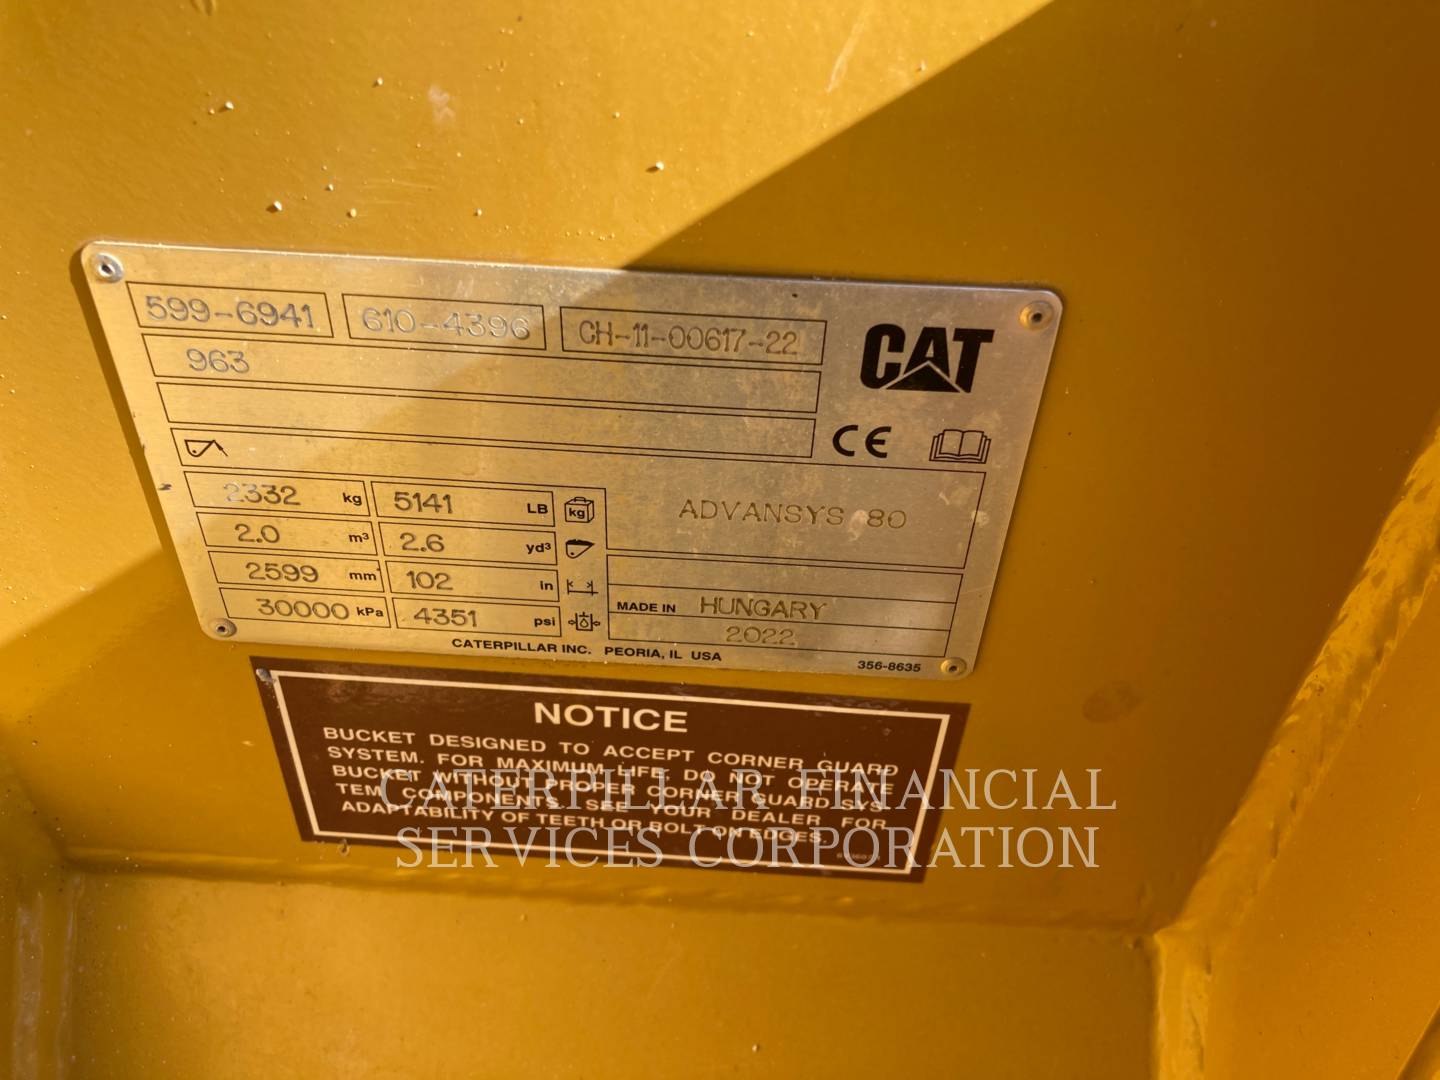 599-6941 610-4396 CH-11-00617-22
CAT
963
CE
2332 kg 5141 LB kg
ADVANSYS 80
2.0 m³ 2.6 yd³
2599 mm 102 in
30000 kPa 4351 psi
MADE IN HUNGARY
2022
CATERPILLAR INC. PEORIA, IL USA
356-8635
NOTICE
BUCKET DESIGNED TO ACCEPT CORNER GUARD
SYSTEM. FOR MAXIMUM LIFE DO NOT OPERATE
BUCKET WITHOUT PROPER CORNER GUARD SYS-
TEM COMPONENTS. SEE YOUR DEALER FOR
ADAPTABILITY OF TEETH OR BOLT ON EDGES.
CATERPILLAR FINANCIAL
SERVICES CORPORATION